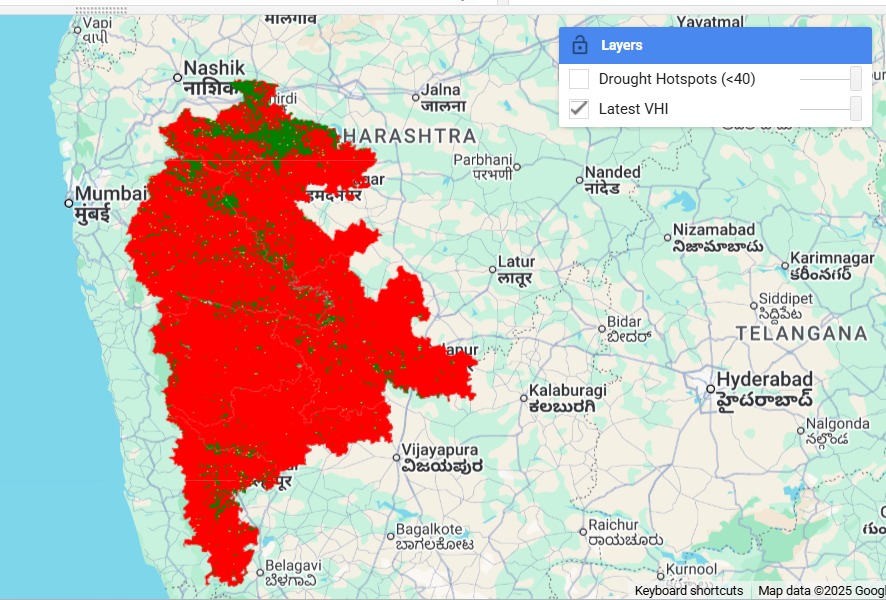 Vapi
વાપી
मालेगांव
Yavatmal
Layers
Drought Hotspots (<40)
Latest VHI
Nashik
नाशिक
Jalna
जालना
HARASHTRA
Parbhani
परभणी
Nanded
नांदेड
Mumbai
मुंबई
Nizamabad
నిజామాబాదు
Karimnagar
కరీంనగర్
Latur
लातूर
Siddipet
సిద్దిపేట
Bidar
ಬೀದರ್
TELANGANA
Hyderabad
హైదరాబాద్
Kalaburagi
ಕಲಬುರಗಿ
Nalgonda
నల్గొండ
Vijayapura
ವಿಜಯಪುರ
Bagalkote
ಬಾಗಲಕೋಟೆ
Raichur
ರಾಯಚೂರು
Belagavi
ಬೆಳಗಾವಿ
Kurnool
Keyboard shortcuts
Map data ©2025 Googl